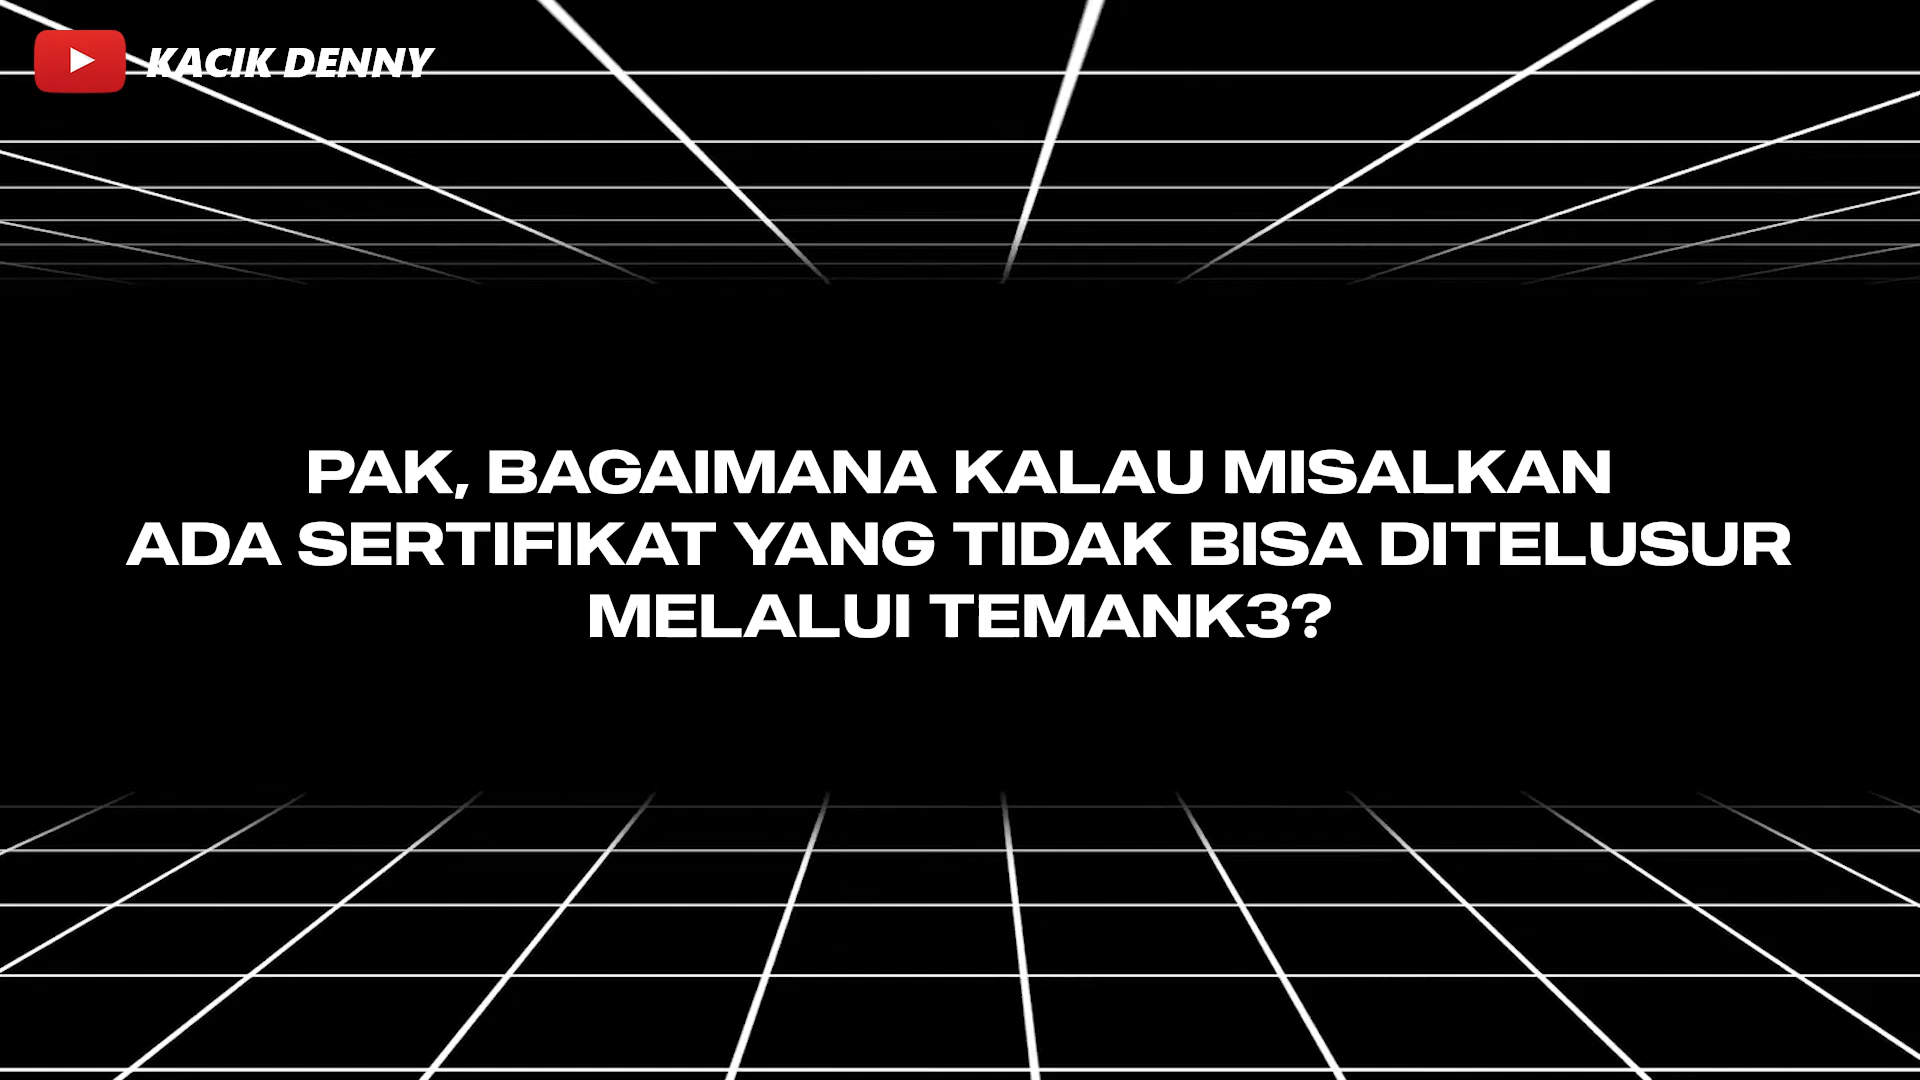 KACIK DENNY
PAK, BAGAIMANA KALAU MISALKAN
ADA SERTIFIKAT YANG TIDAK BISA DITELUSUR
MELALUI TEMANK3?